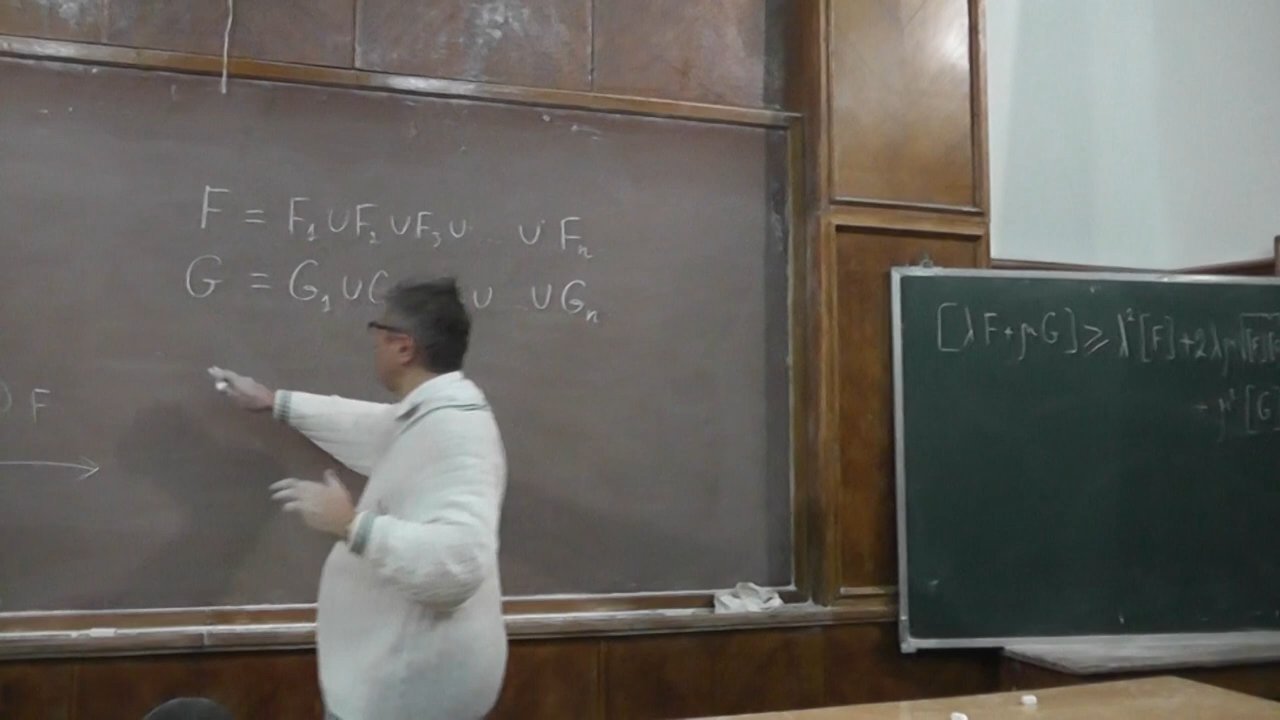 F = F₁ ∪ F₂ ∪ F₃ ∪ ... ∪ Fₙ
G = G₁ ∪ G ∪ ... ∪ Gₙ
F
[λF+μG] ⩾ λ²[F]+2λμ√[F][G
+ μ²[G]